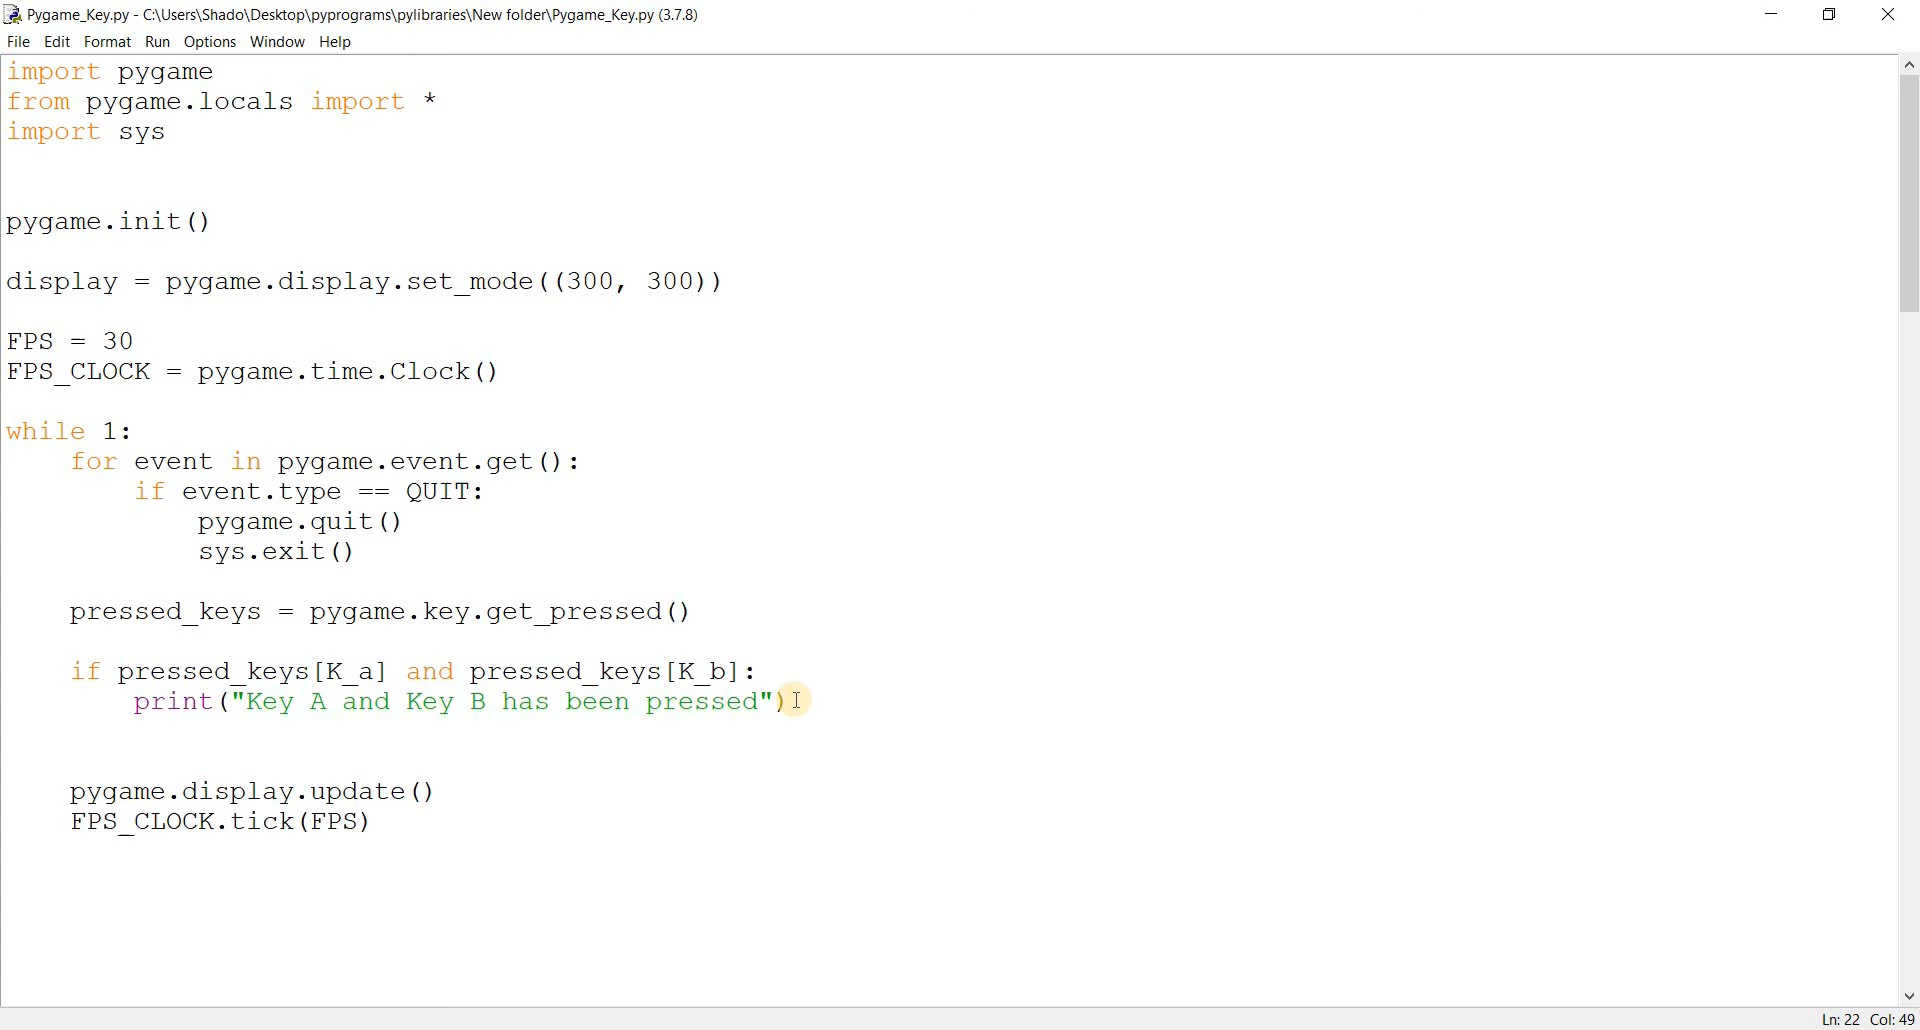 Pygame_Key.py - C:\Users\Shado\Desktop\pyprograms\pylibraries\New folder\Pygame_Key.py (3.7.8)
File Edit Format Run Options Window Help
import pygame
from pygame.locals import *
import sys
pygame.init()
display = pygame.display.set_mode((300, 300))
FPS = 30
FPS_CLOCK = pygame.time.Clock()
while 1:
    for event in pygame.event.get():
        if event.type == QUIT:
            pygame.quit()
            sys.exit()
    pressed_keys = pygame.key.get_pressed()
    if pressed_keys[K_a] and pressed_keys[K_b]:
        print("Key A and Key B has been pressed")
    pygame.display.update()
    FPS_CLOCK.tick(FPS)
Ln: 22 Col: 49